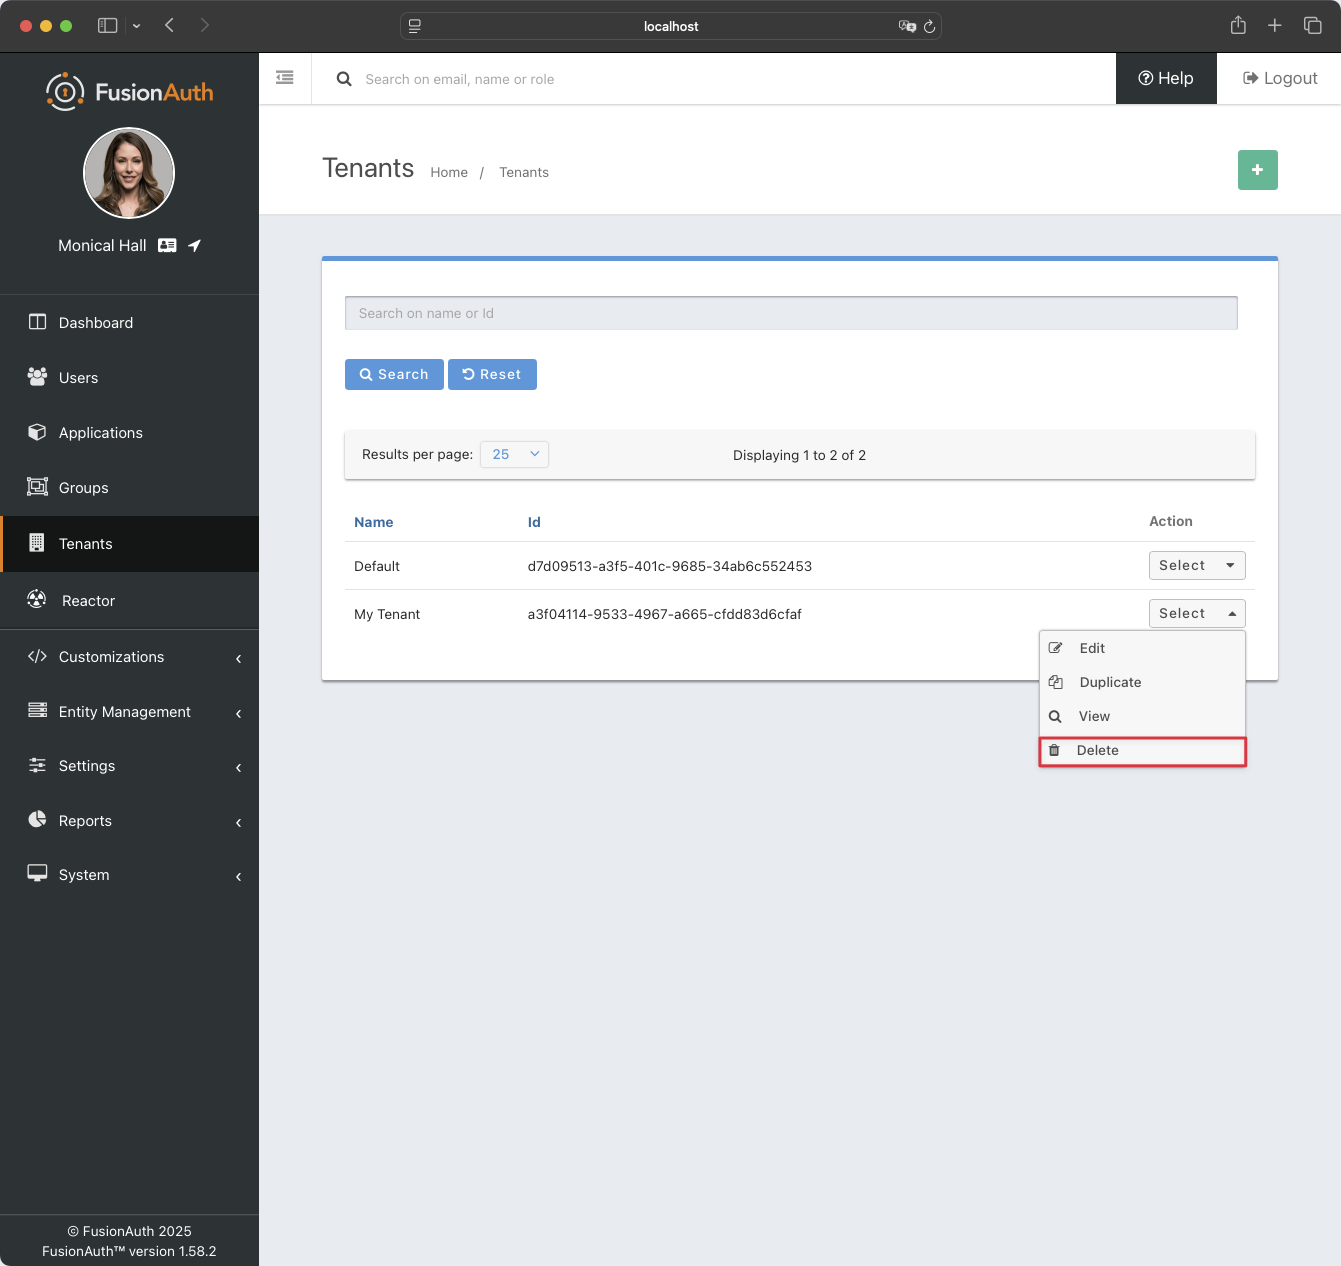 localhost
FusionAuth
Search on email, name or role
Help
Logout
Monical Hall
Dashboard
Users
Applications
Groups
Tenants
Reactor
Customizations
Entity Management
Settings
Reports
System
© FusionAuth 2025
FusionAuth™ version 1.58.2
Tenants Home / Tenants
Search on name or Id
Search Reset
Results per page: 25 Displaying 1 to 2 of 2
Name Id Action
Default d7d09513-a3f5-401c-9685-34ab6c552453 Select
My Tenant a3f04114-9533-4967-a665-cfdd83d6cfaf Select
Edit
Duplicate
View
Delete